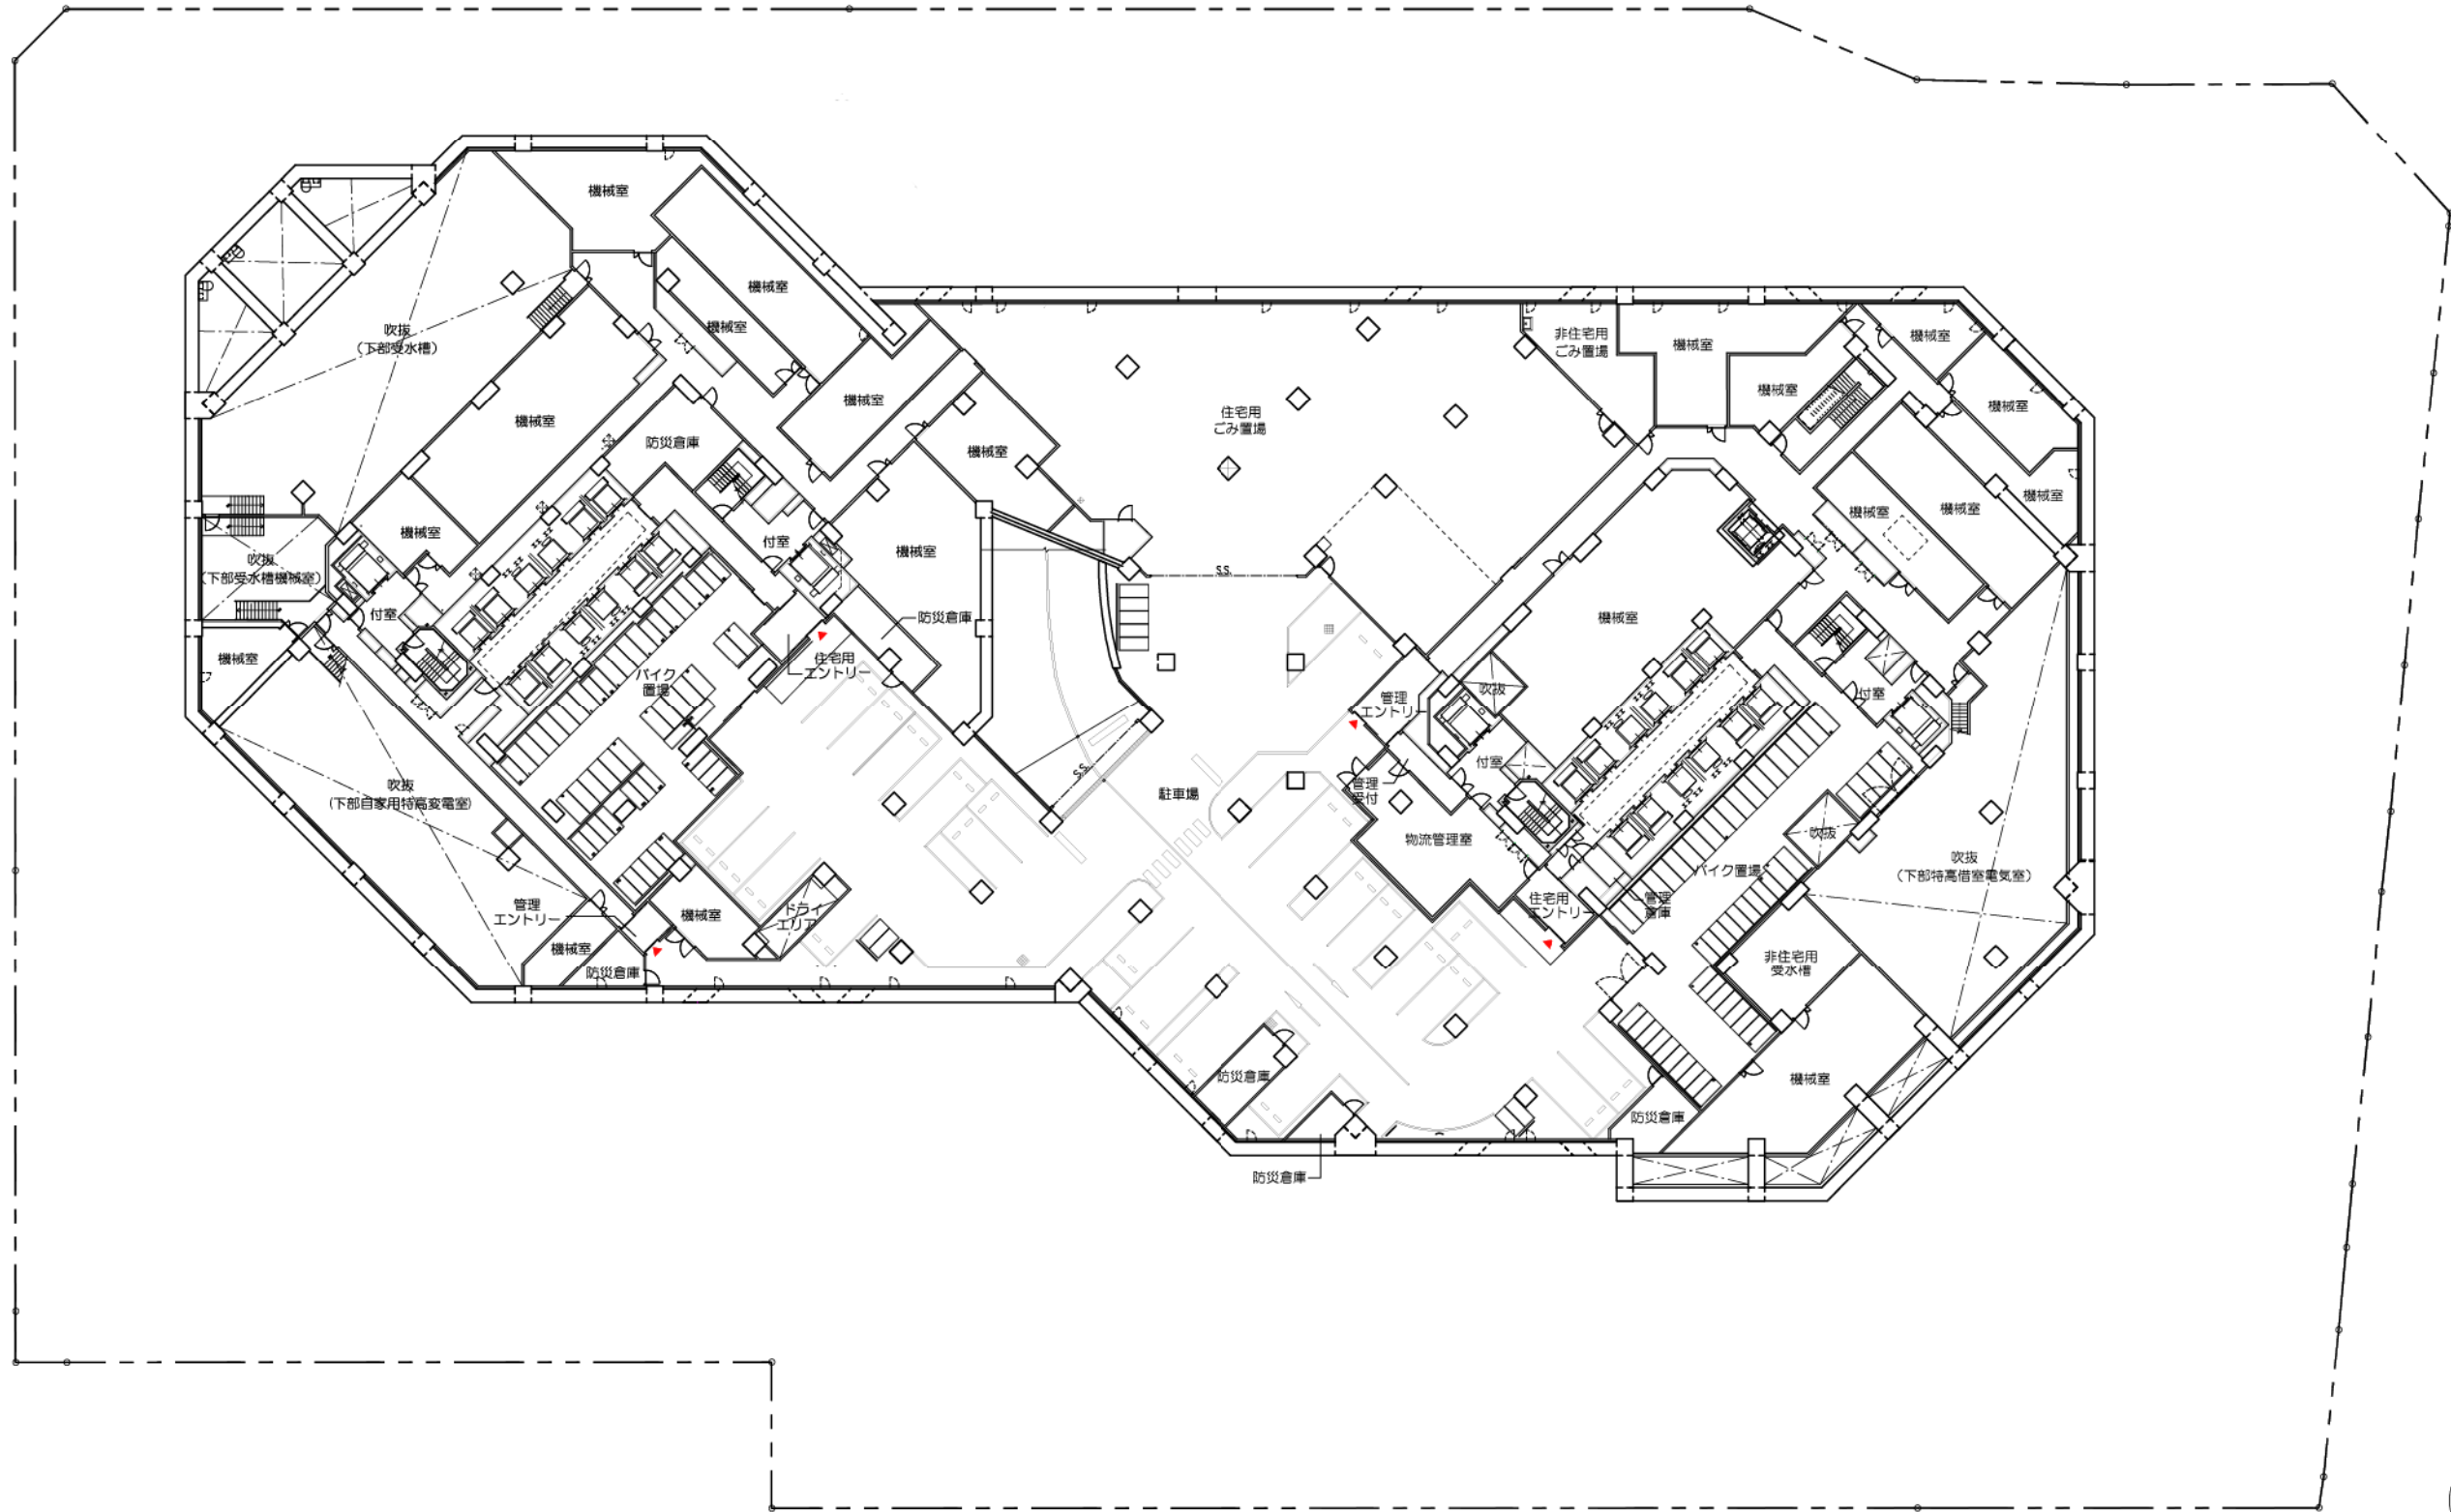 機械室
機械室
機械室
吹抜
(下部受水槽)
機械室
機械室
防災倉庫
機械室
機械室
吹抜
(下部受水槽機械室)
付室
付室
機械室
機械室
防災倉庫
住宅用
エントリー
バイク
置場
吹抜
(下部自家用特高変電室)
管理
エントリー
機械室
防災倉庫
機械室
ドライ
エリア
住宅用
ごみ置場
S.S.
S.S.
駐車場
非住宅用
ごみ置場
機械室
機械室
機械室
機械室
機械室
機械室
機械室
機械室
吹抜
管理
エントリー
付室
管理
受付
物流管理室
付室
吹抜
バイク置場
住宅用
エントリー
管理
倉庫
吹抜
(下部特高借室電気室)
非住宅用
受水槽
機械室
防災倉庫
防災倉庫
防災倉庫